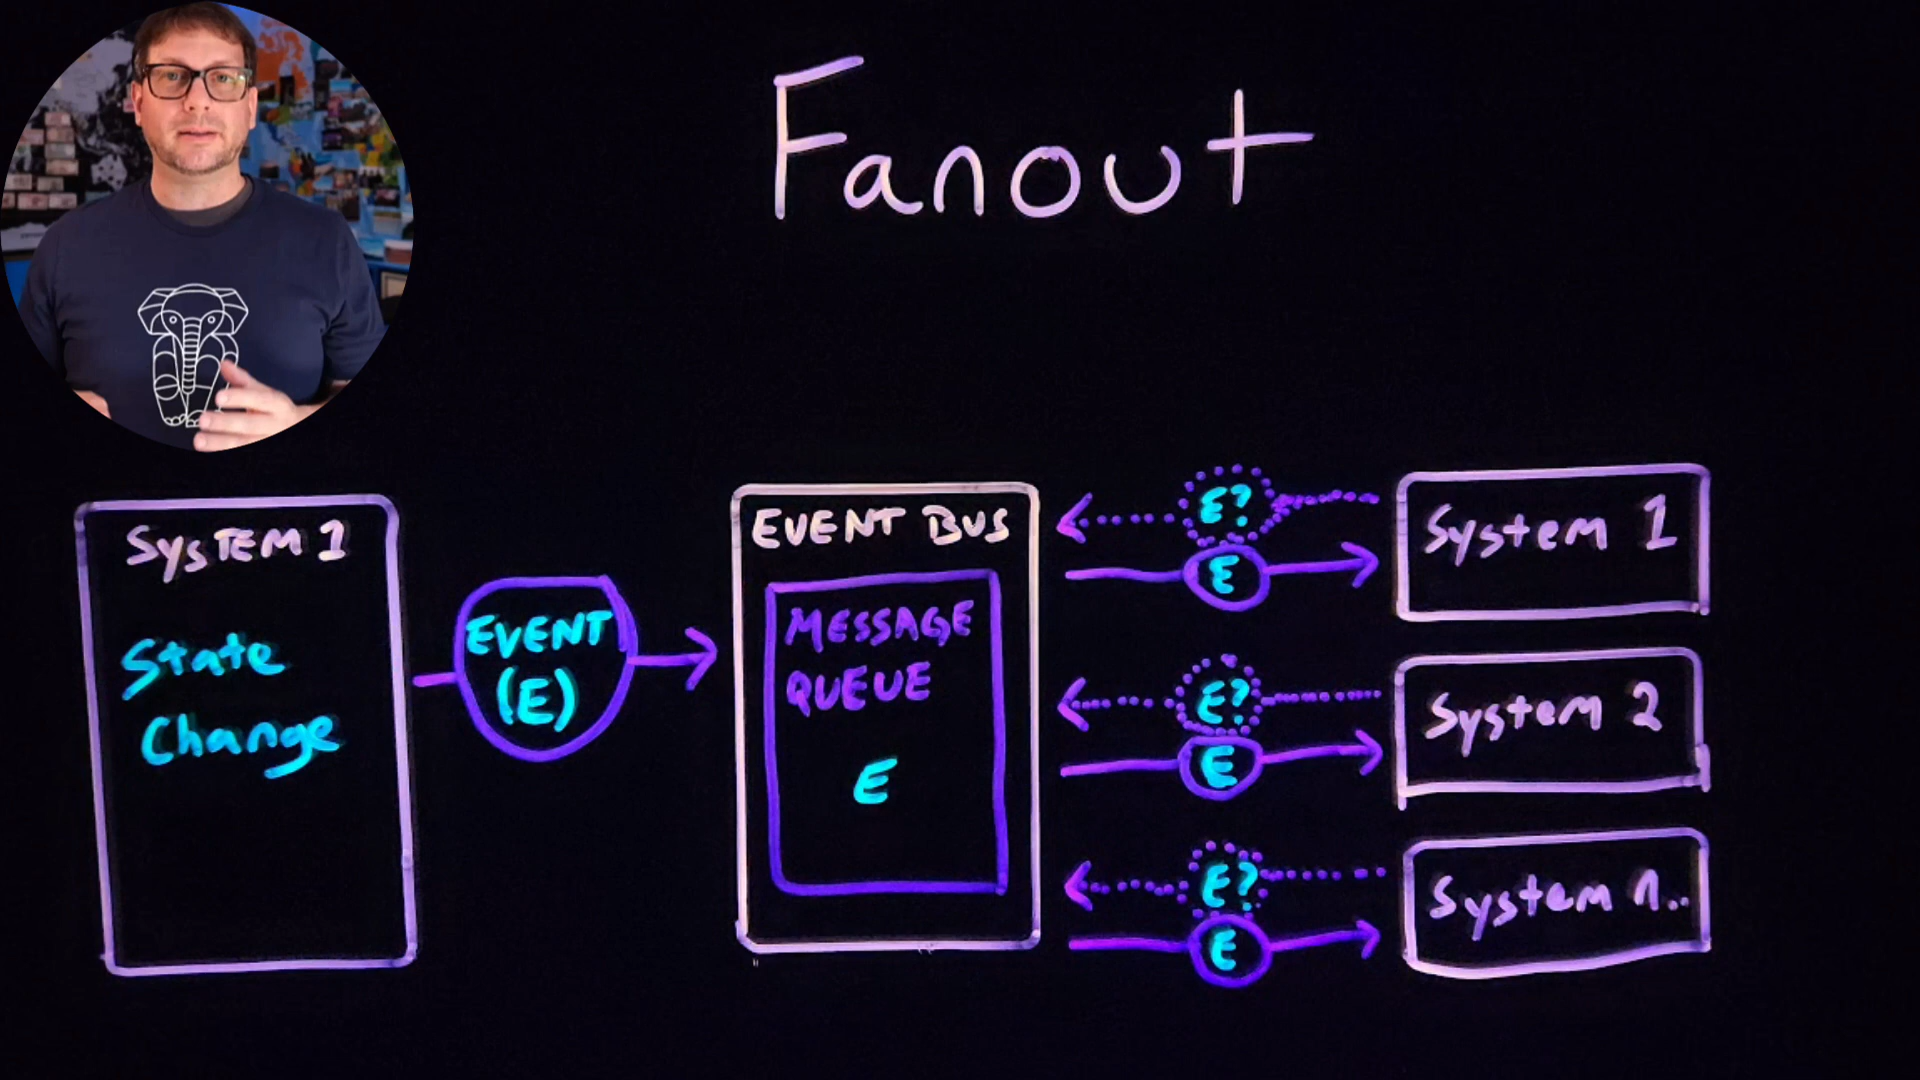 Fanout
SYSTEM 1
State
Change
EVENT
(E)
EVENT BUS
MESSAGE
QUEUE
E
E?
E
System 1
E?
E
System 2
E?
E
System n..